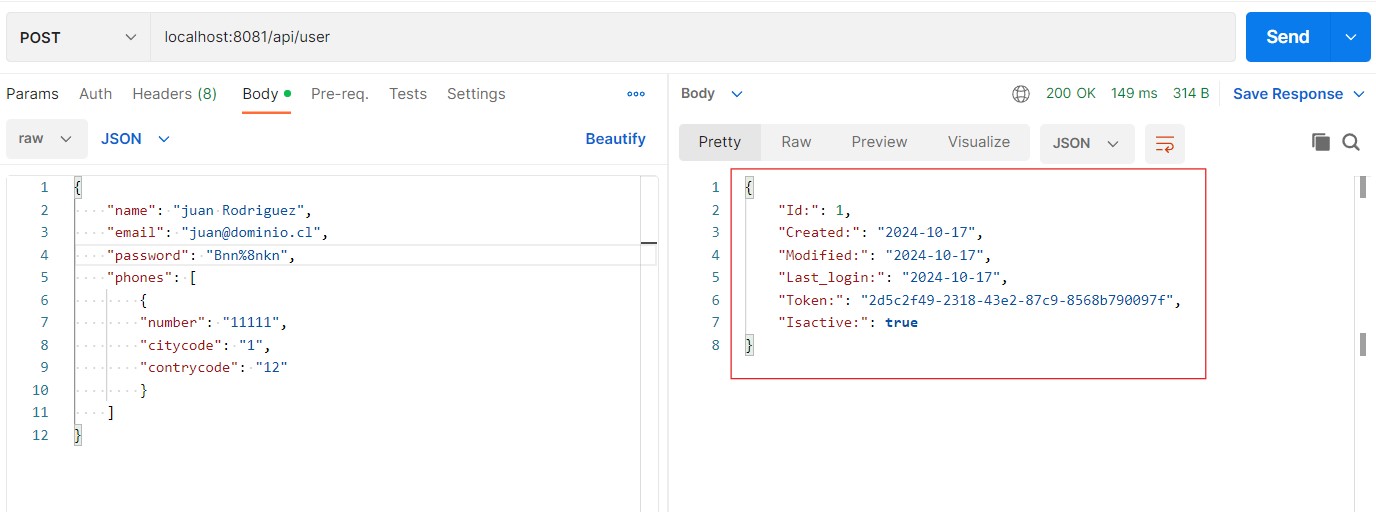 POST localhost:8081/api/user Send
Params Auth Headers (8) Body Pre-req. Tests Settings
raw JSON Beautify
1 {
2 "name": "juan Rodriguez",
3 "email": "juan@dominio.cl",
4 "password": "Bnn%8nkn",
5 "phones": [
6 {
7 "number": "11111",
8 "citycode": "1",
9 "contrycode": "12"
10 }
11 ]
12 }
Body 200 OK 149 ms 314 B Save Response
Pretty Raw Preview Visualize JSON
1 {
2 "Id:": 1,
3 "Created:": "2024-10-17",
4 "Modified:": "2024-10-17",
5 "Last_login:": "2024-10-17",
6 "Token:": "2d5c2f49-2318-43e2-87c9-8568b790097f",
7 "Isactive:": true
8 }